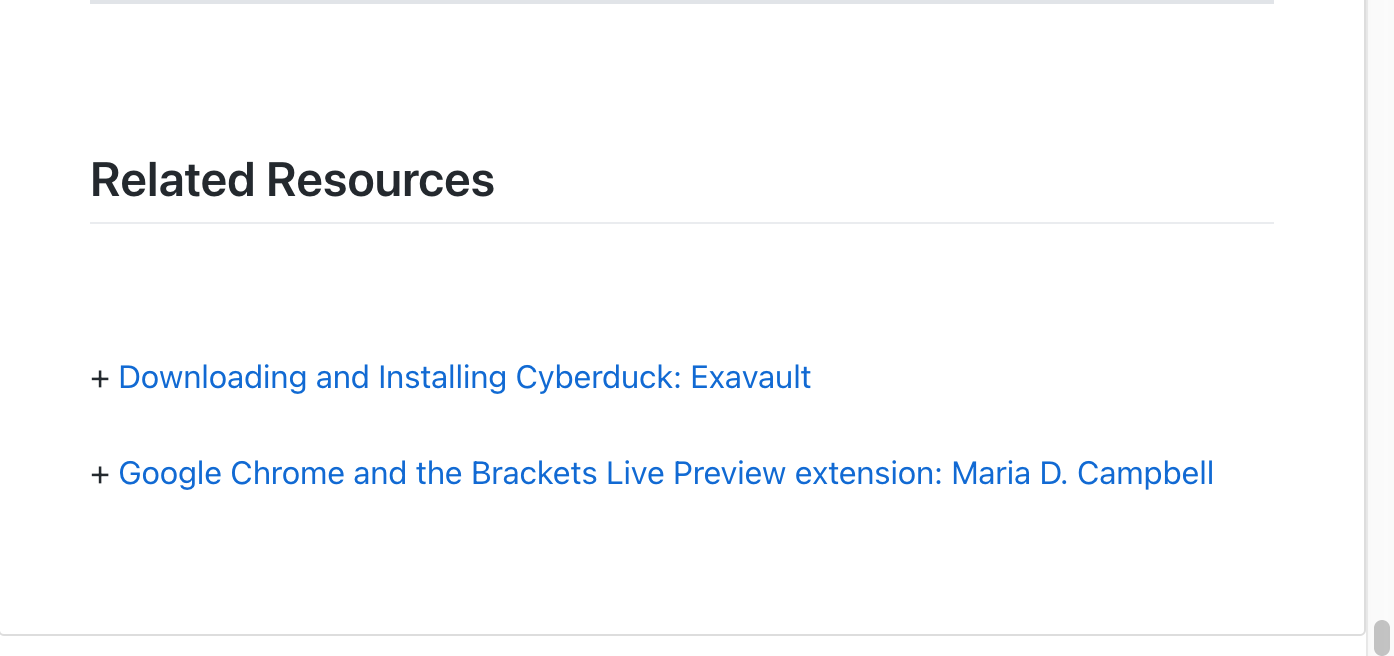 Related Resources
+ Downloading and Installing Cyberduck: Exavault
+ Google Chrome and the Brackets Live Preview extension: Maria D. Campbell